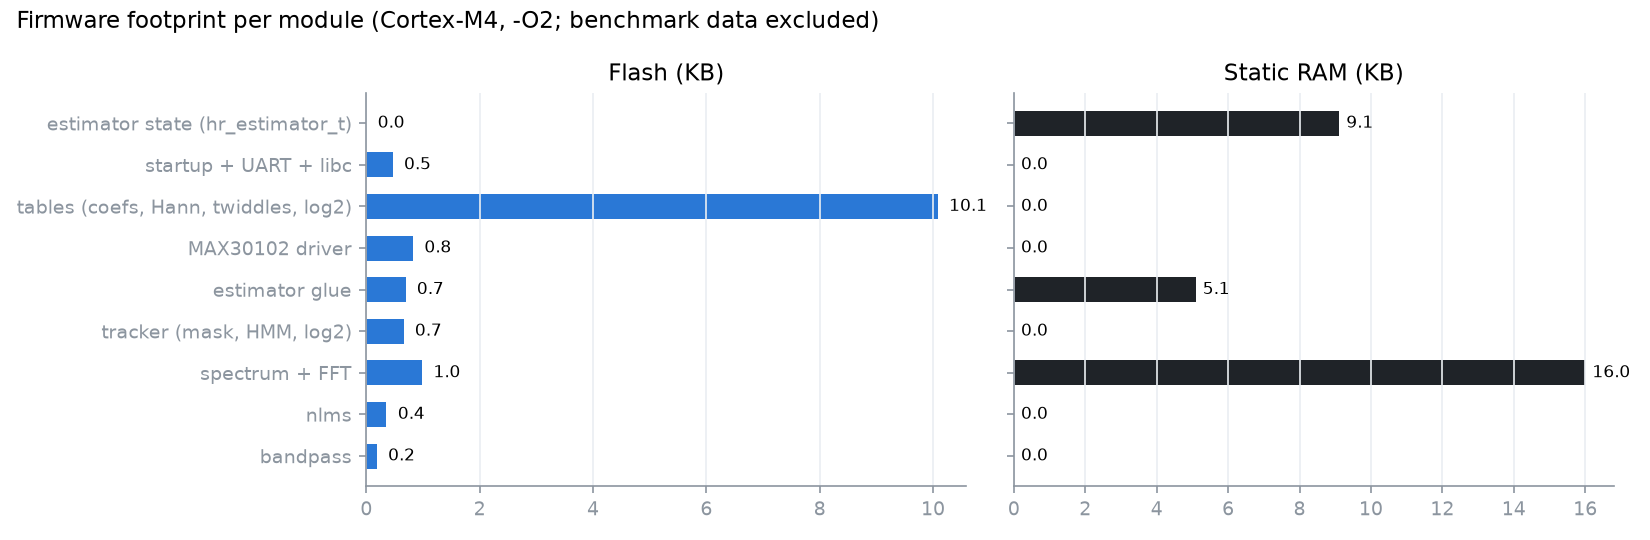 Firmware footprint per module (Cortex-M4, -O2; benchmark data excluded)
Flash (KB)
Static RAM (KB)
estimator state (hr_estimator_t) 0.0 9.1
startup + UART + libc 0.5 0.0
tables (coefs, Hann, twiddles, log2) 10.1 0.0
MAX30102 driver 0.8 0.0
estimator glue 0.7 5.1
tracker (mask, HMM, log2) 0.7 0.0
spectrum + FFT 1.0 16.0
nlms 0.4 0.0
bandpass 0.2 0.0
0 2 4 6 8 10
0 2 4 6 8 10 12 14 16